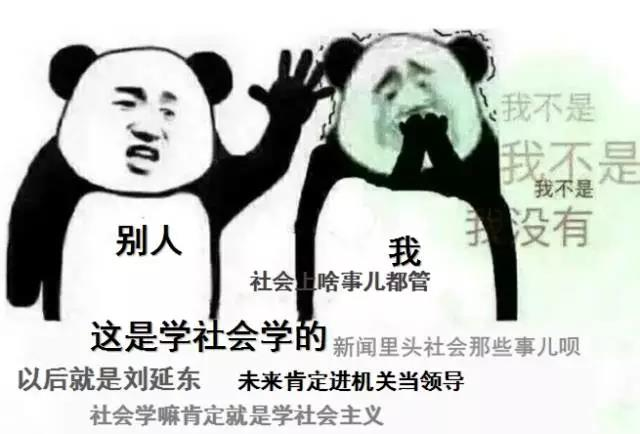 我不是
我不是
我不是
我没有
别人
我
社会上啥事儿都管
这是学社会学的
新闻里头社会那些事儿呗
以后就是刘延东
未来肯定进机关当领导
社会学嘛肯定就是学社会主义